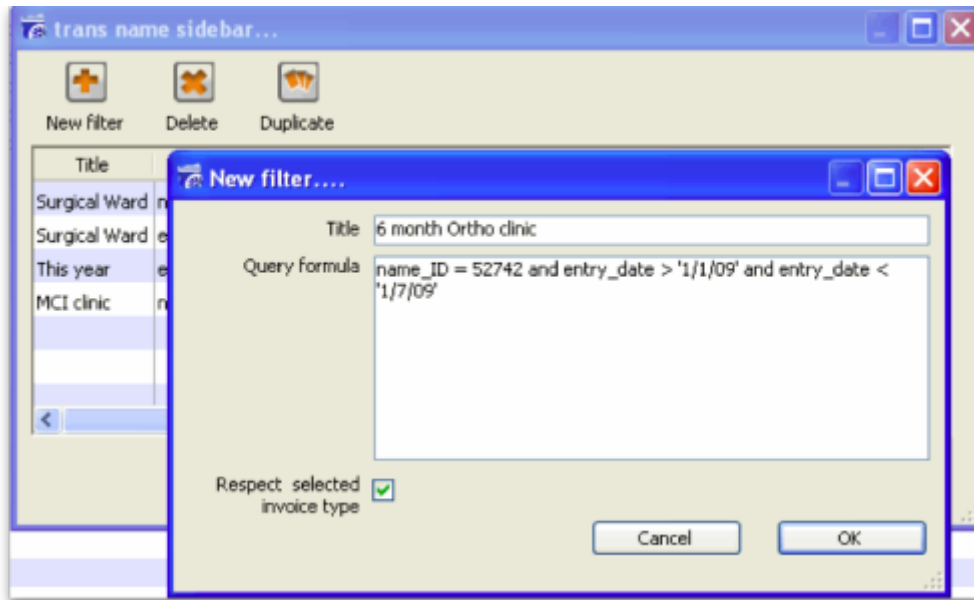 trans name sidebar...
New filter
Delete
Duplicate
Title
Surgical Ward n
Surgical Ward e
This year e
MCI clinic n
New filter....
Title
6 month Ortho clinic
Query formula
name_ID = 52742 and entry_date > '1/1/09' and entry_date <
'1/7/09'
Respect selected
invoice type
Cancel
OK